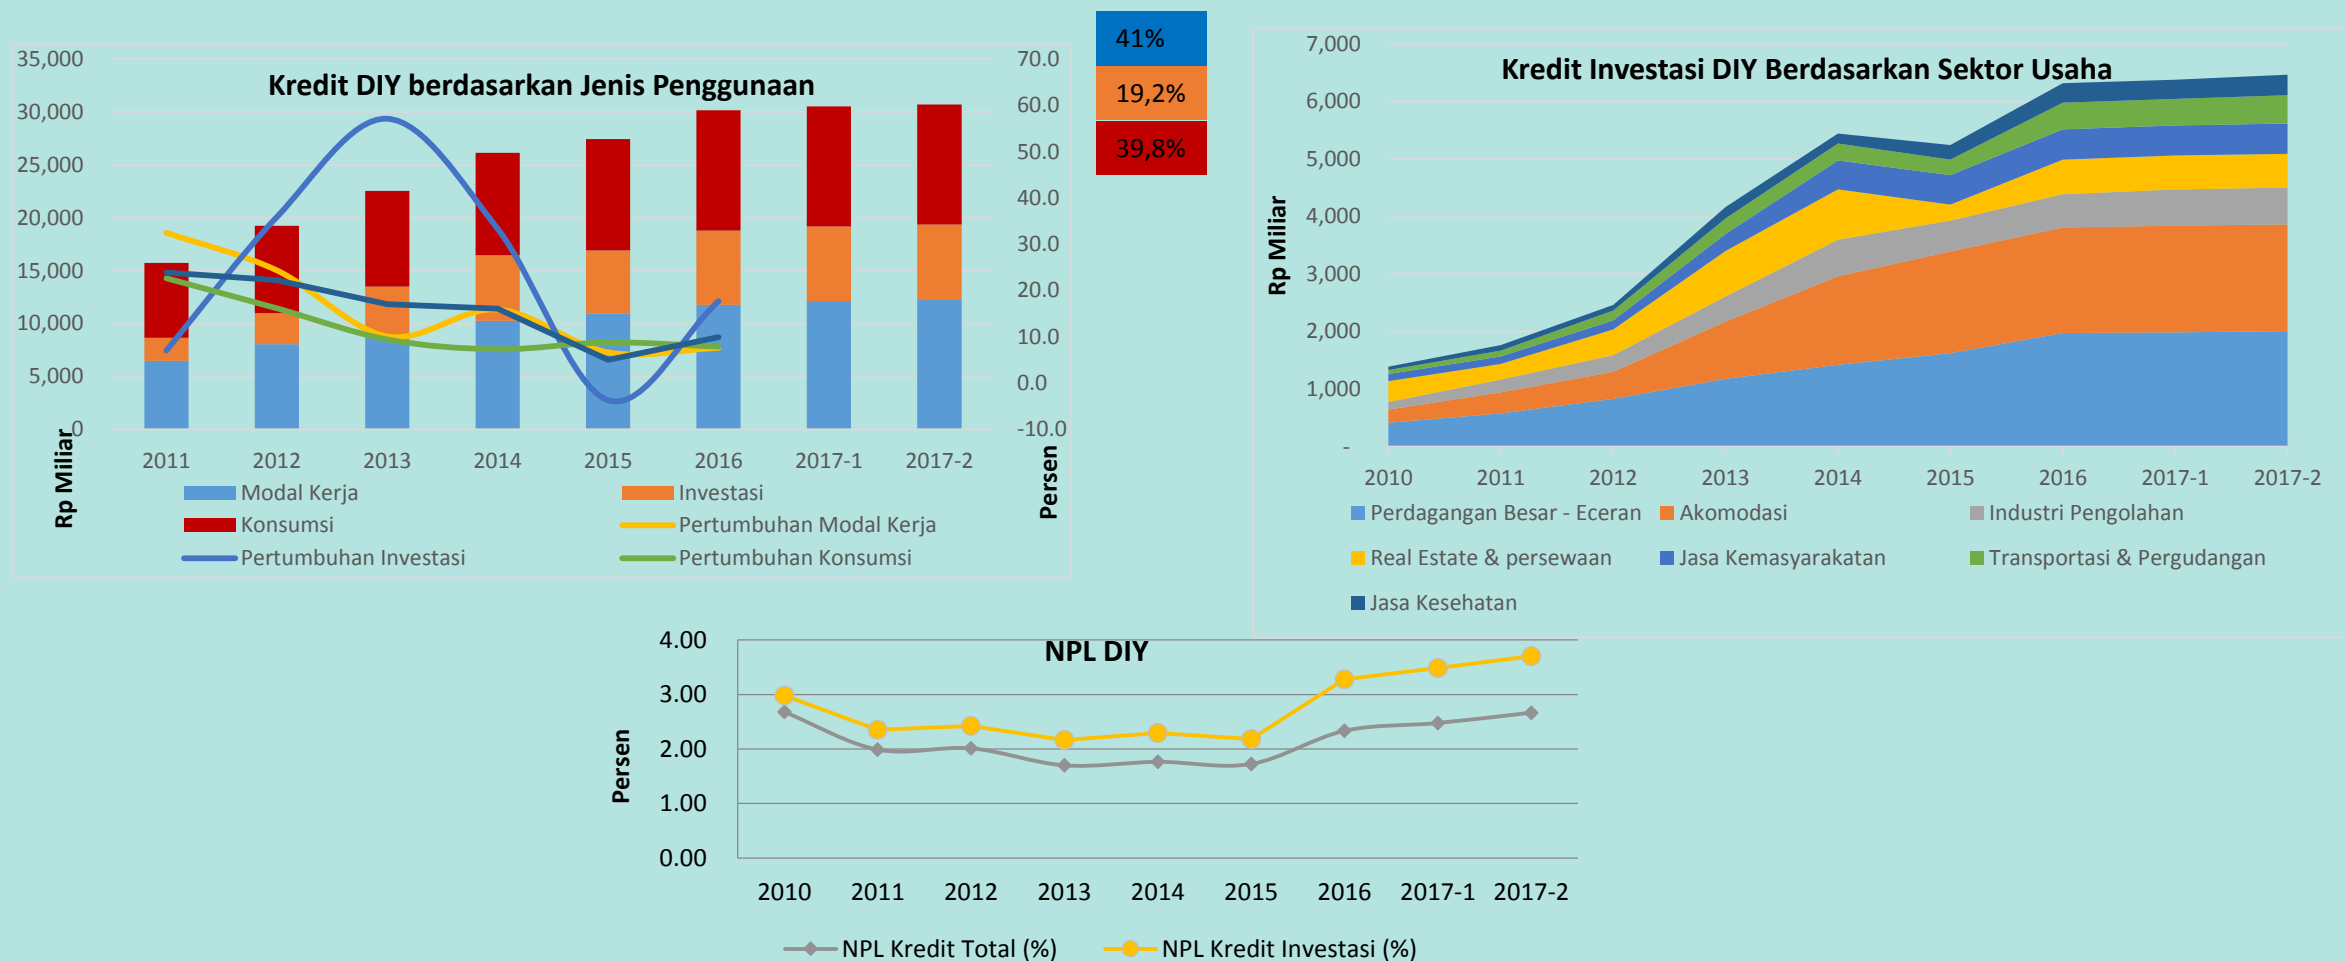 Kredit DIY berdasarkan Jenis Penggunaan
35,000
30,000
25,000
20,000
15,000
10,000
5,000
0
70.0
60.0
50.0
40.0
30.0
20.0
10.0
0.0
-10.0
Rp Miliar
Persen
2011 2012 2013 2014 2015 2016 2017-1 2017-2
Modal Kerja Investasi
Konsumsi Pertumbuhan Modal Kerja
Pertumbuhan Investasi Pertumbuhan Konsumsi
41%
19,2%
39,8%
Kredit Investasi DIY Berdasarkan Sektor Usaha
7,000
6,000
5,000
4,000
3,000
2,000
1,000
-
Rp Miliar
2010 2011 2012 2013 2014 2015 2016 2017-1 2017-2
Perdagangan Besar - Eceran Akomodasi Industri Pengolahan
Real Estate & persewaan Jasa Kemasyarakatan Transportasi & Pergudangan
Jasa Kesehatan
NPL DIY
4.00
3.00
2.00
1.00
0.00
Persen
2010 2011 2012 2013 2014 2015 2016 2017-1 2017-2
NPL Kredit Total (%) NPL Kredit Investasi (%)